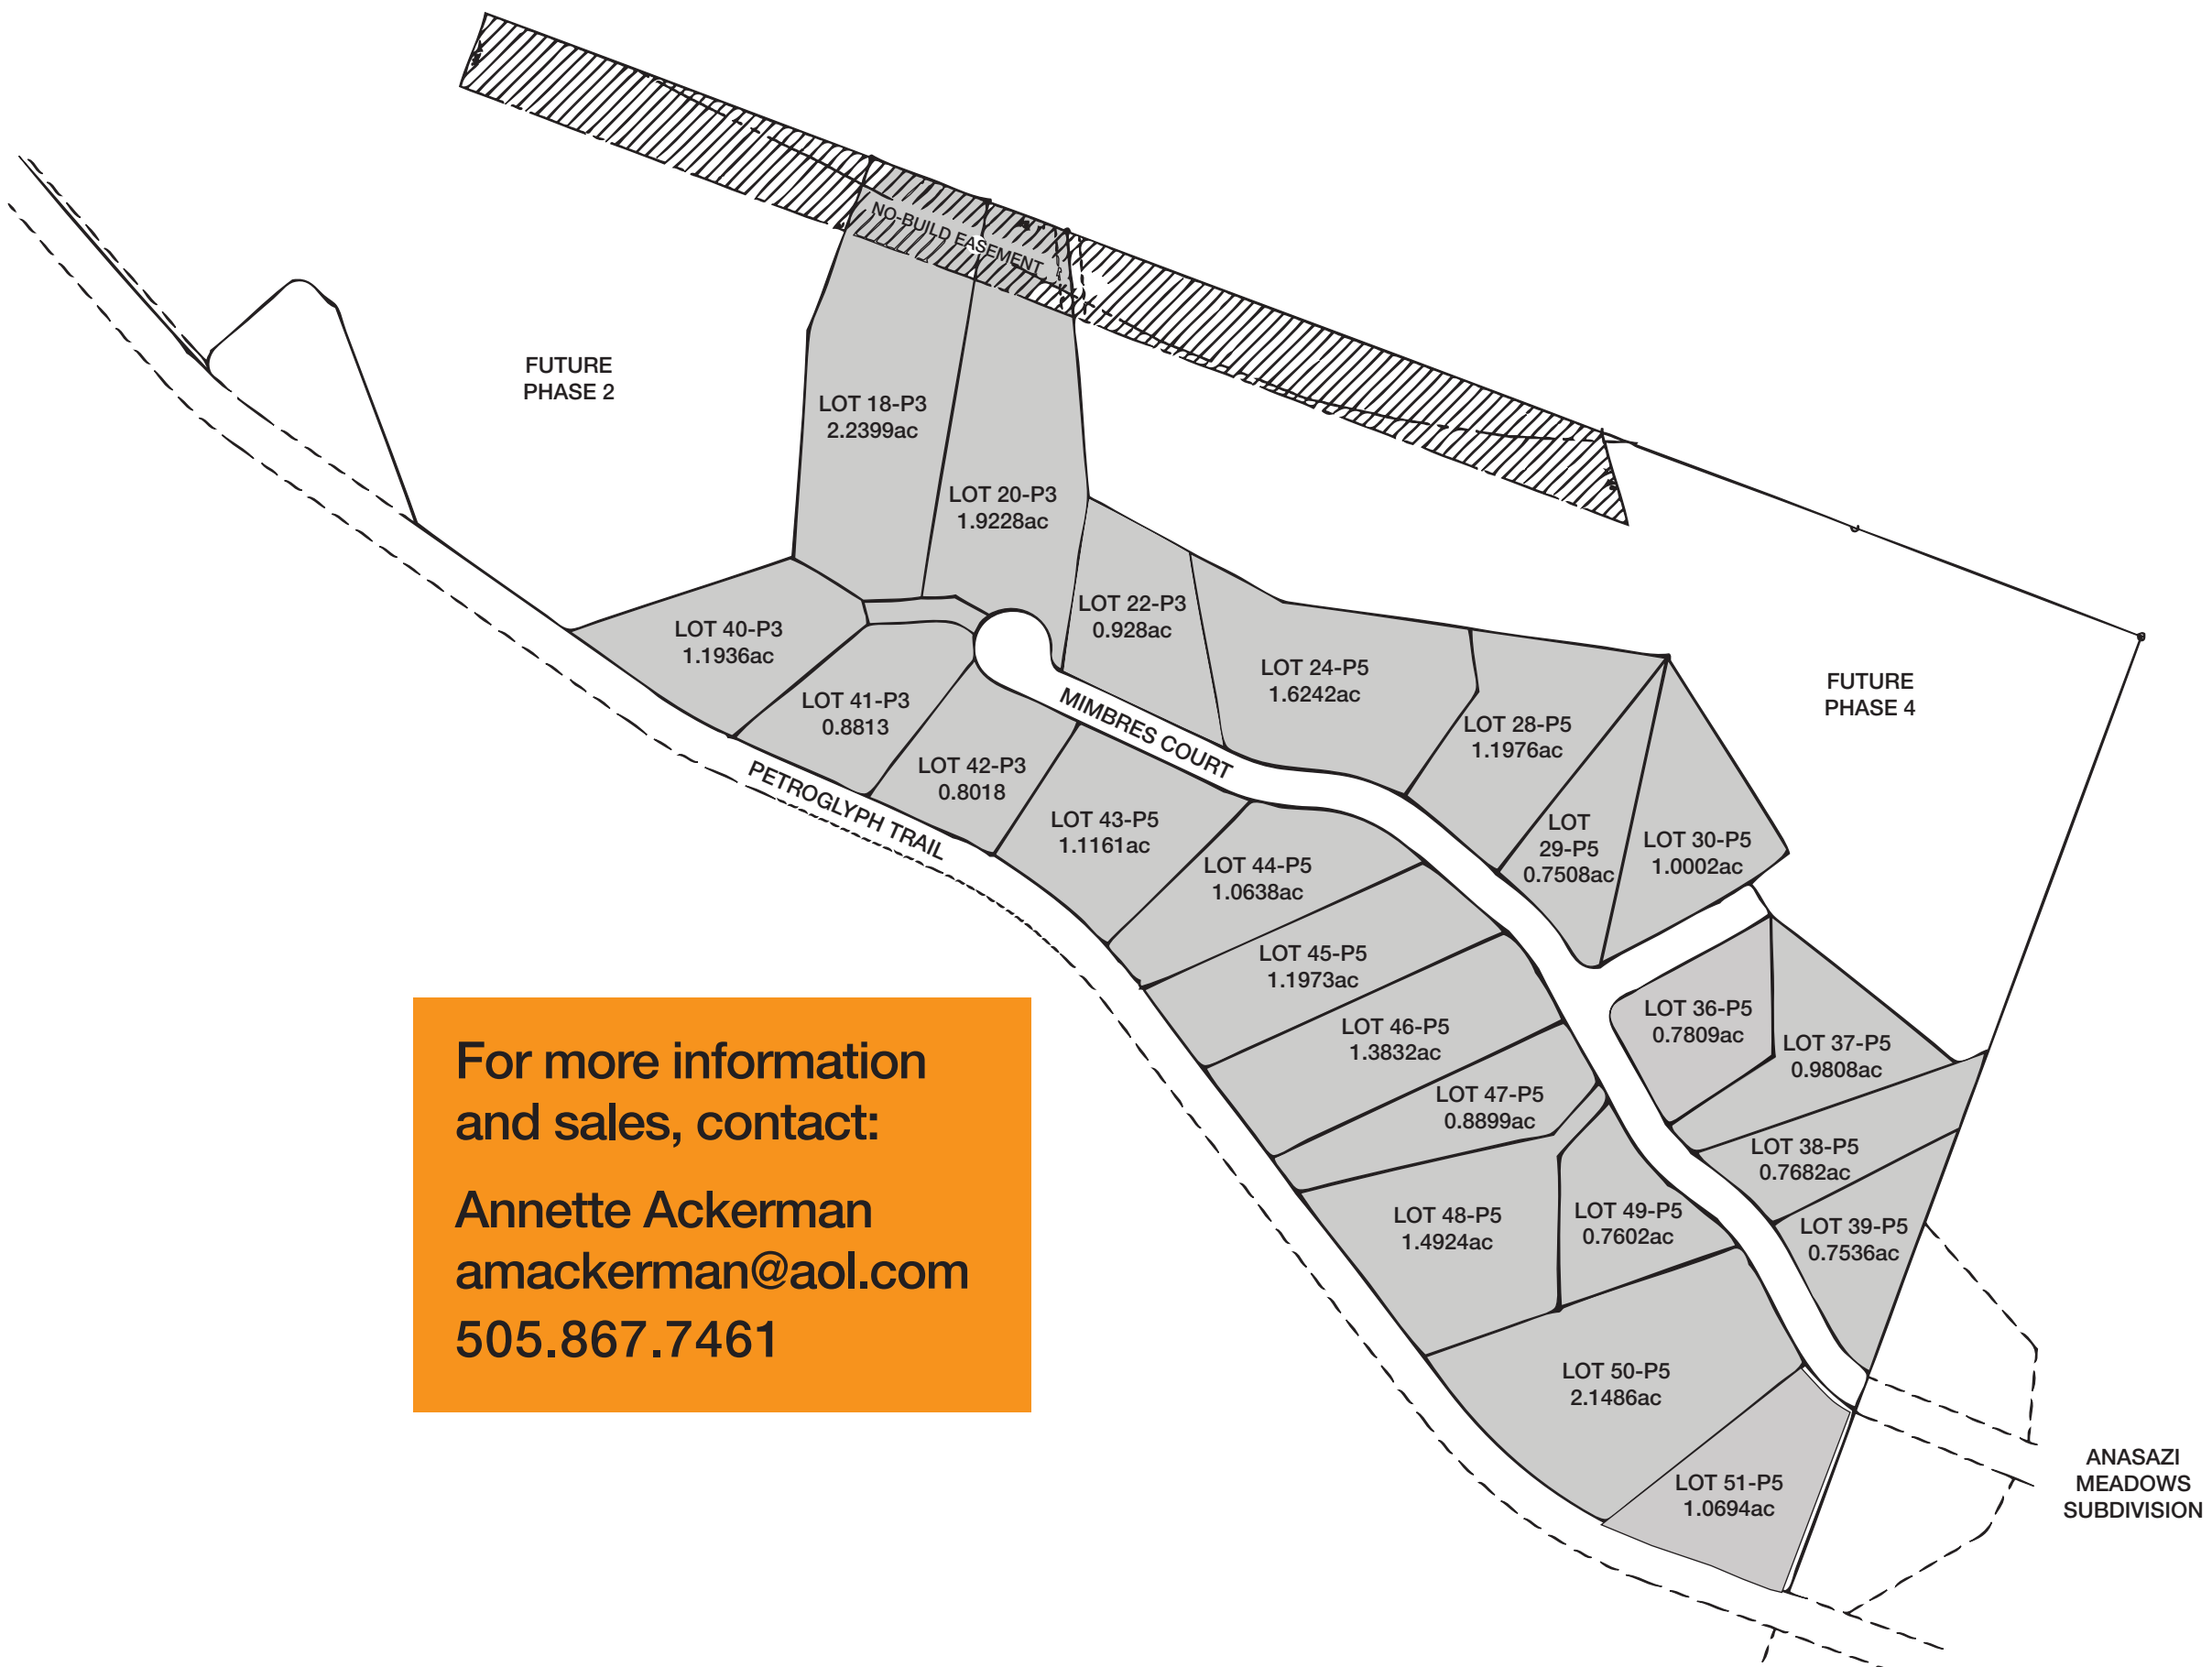 NO-BUILD EASEMENT
FUTURE
PHASE 2
LOT 18-P3
2.2399ac
LOT 20-P3
1.9228ac
LOT 22-P3
0.928ac
LOT 40-P3
1.1936ac
LOT 24-P5
1.6242ac
FUTURE
PHASE 4
LOT 41-P3
0.8813
MIMBRES COURT
LOT 28-P5
1.1976ac
LOT 42-P3
0.8018
PETROGLYPH TRAIL
LOT 43-P5
1.1161ac
LOT
29-P5
0.7508ac
LOT 30-P5
1.0002ac
LOT 44-P5
1.0638ac
LOT 45-P5
1.1973ac
LOT 36-P5
0.7809ac
LOT 46-P5
1.3832ac
LOT 37-P5
0.9808ac
LOT 47-P5
0.8899ac
LOT 38-P5
0.7682ac
LOT 48-P5
1.4924ac
LOT 49-P5
0.7602ac
LOT 39-P5
0.7536ac
LOT 50-P5
2.1486ac
LOT 51-P5
1.0694ac
ANASAZI
MEADOWS
SUBDIVISION
For more information
and sales, contact:
Annette Ackerman
amackerman@aol.com
505.867.7461